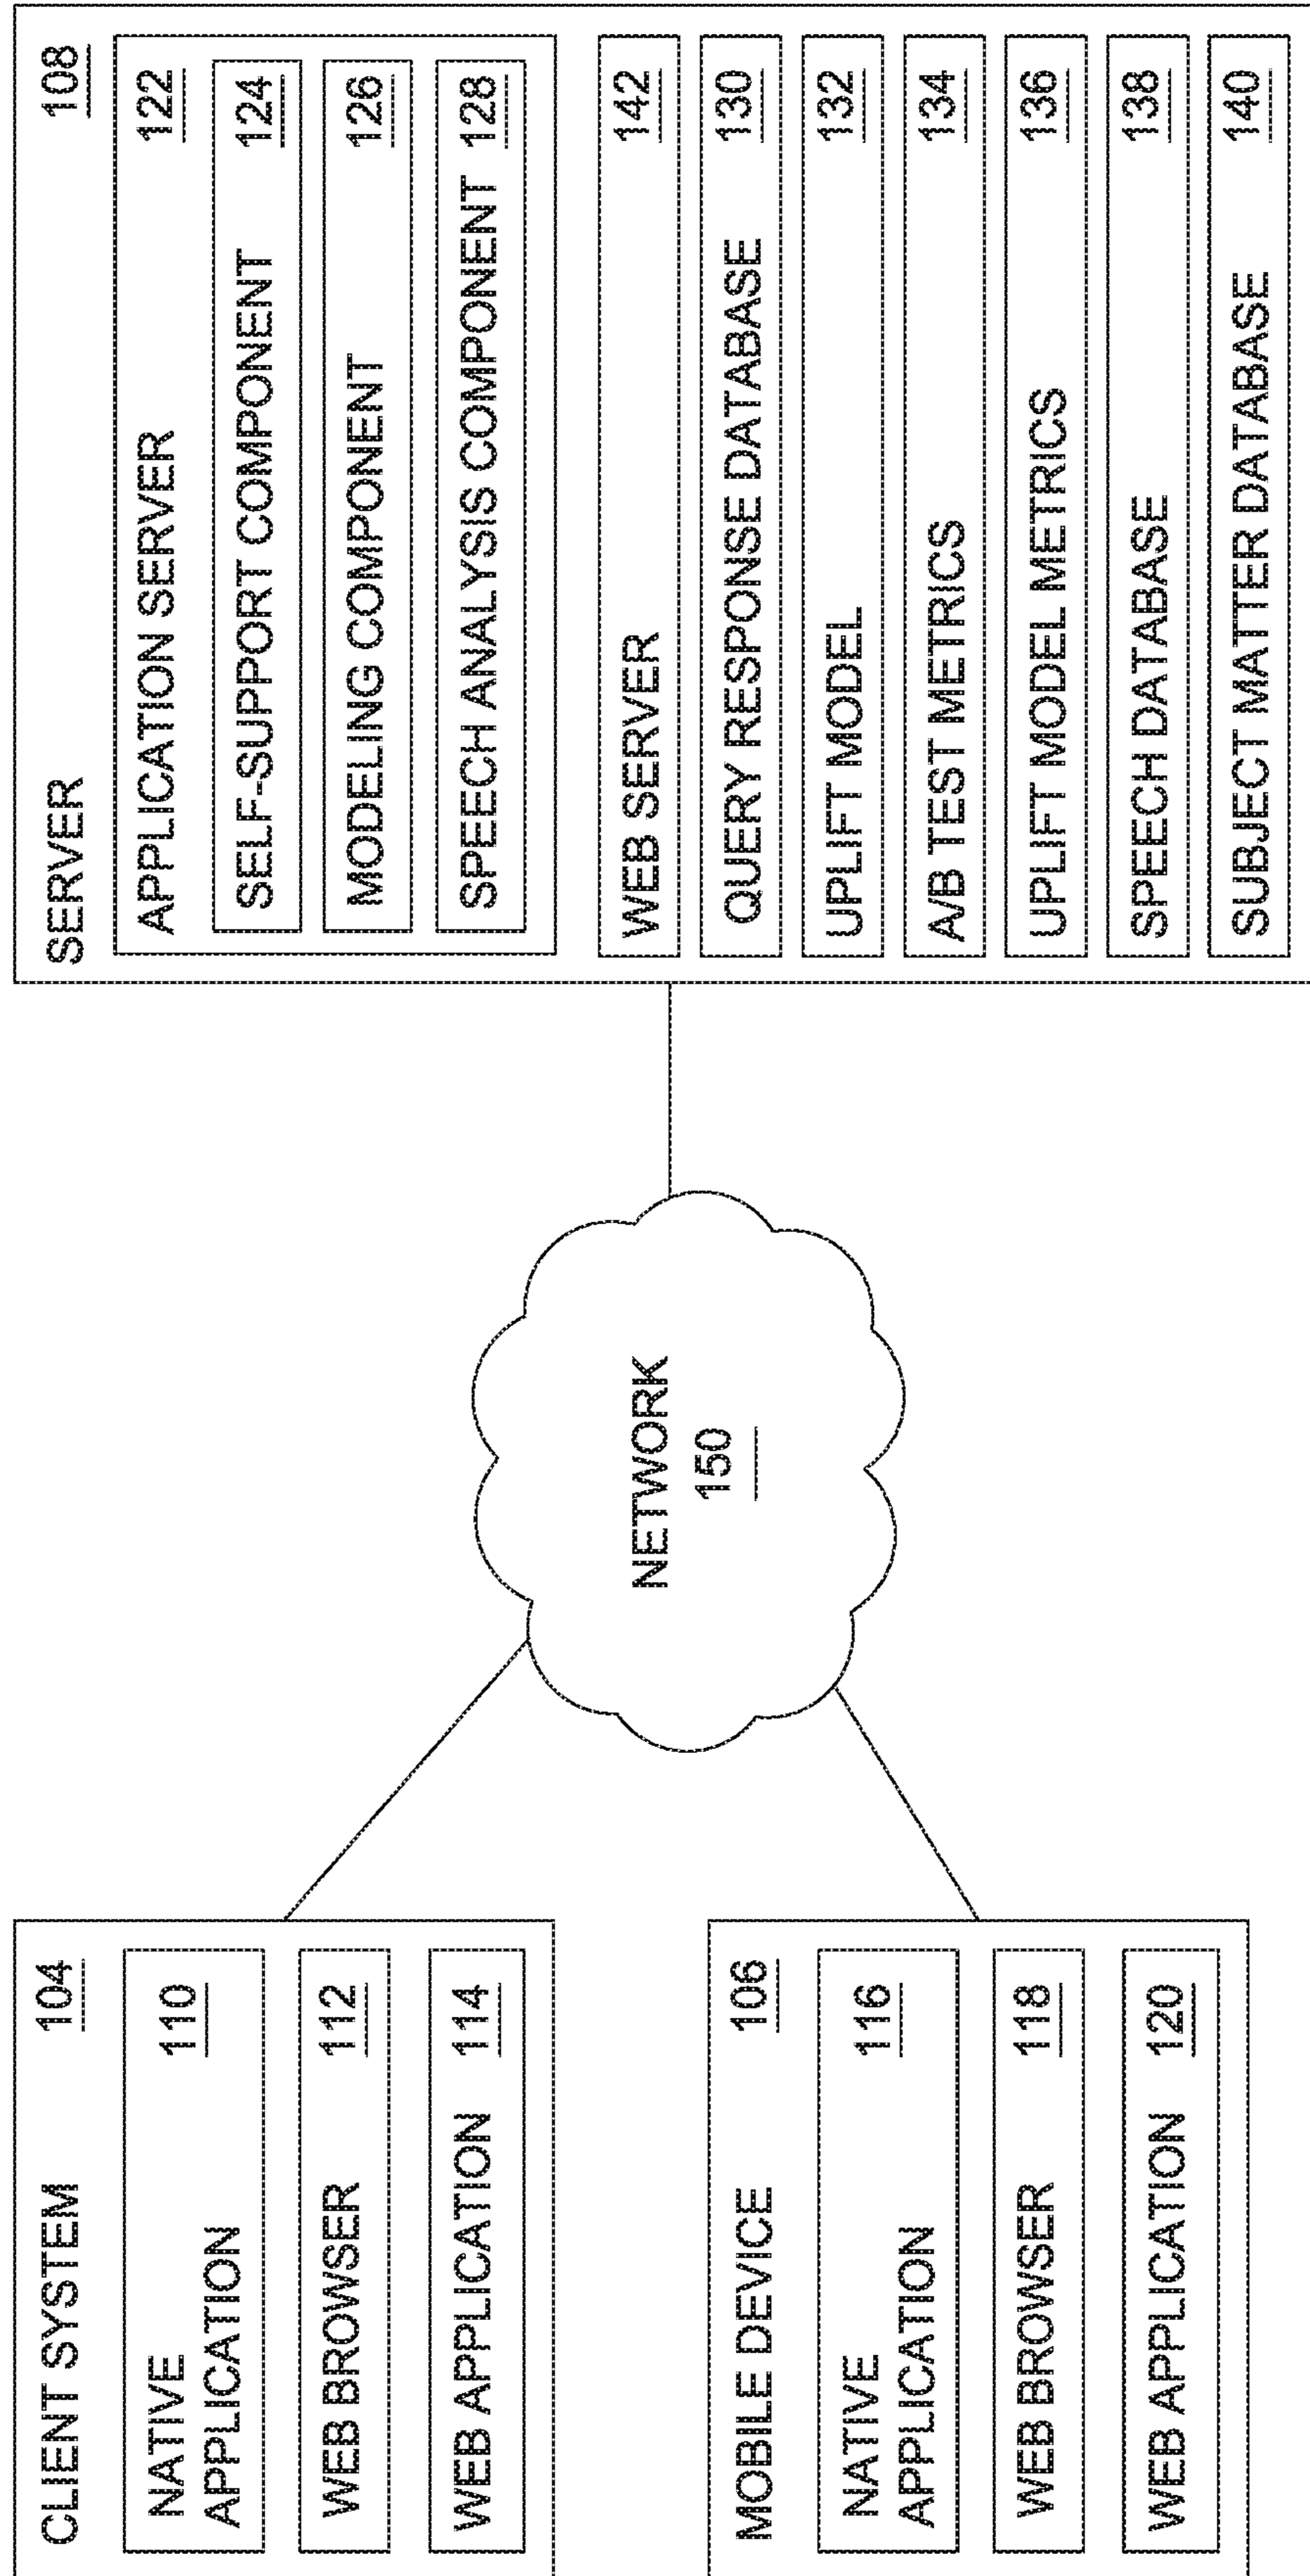 CLIENT SYSTEM 104
NATIVE APPLICATION 110
WEB BROWSER 112
WEB APPLICATION 114
MOBILE DEVICE 106
NATIVE APPLICATION 116
WEB BROWSER 118
WEB APPLICATION 120
NETWORK
150
SERVER 108
APPLICATION SERVER 122
SELF-SUPPORT COMPONENT 124
MODELING COMPONENT 126
SPEECH ANALYSIS COMPONENT 128
WEB SERVER 142
QUERY RESPONSE DATABASE 130
UPLIFT MODEL 132
A/B TEST METRICS 134
UPLIFT MODEL METRICS 136
SPEECH DATABASE 138
SUBJECT MATTER DATABASE 140